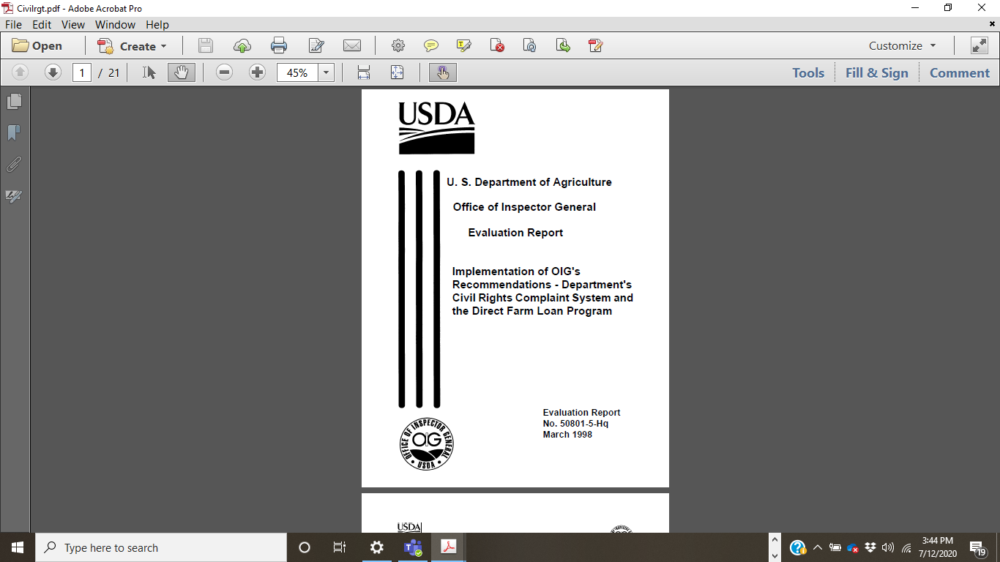 Civilrgt.pdf - Adobe Acrobat Pro
File Edit View Window Help
Open Create Customize
1 / 21 45% Tools Fill & Sign Comment
USDA
U. S. Department of Agriculture
Office of Inspector General
Evaluation Report
Implementation of OIG's
Recommendations - Department's
Civil Rights Complaint System and
the Direct Farm Loan Program
Evaluation Report
No. 50801-5-Hq
March 1998
OFFICE OF INSPECTOR GENERAL
OIG
• USDA •
USDA
Type here to search
3:44 PM
7/12/2020
19